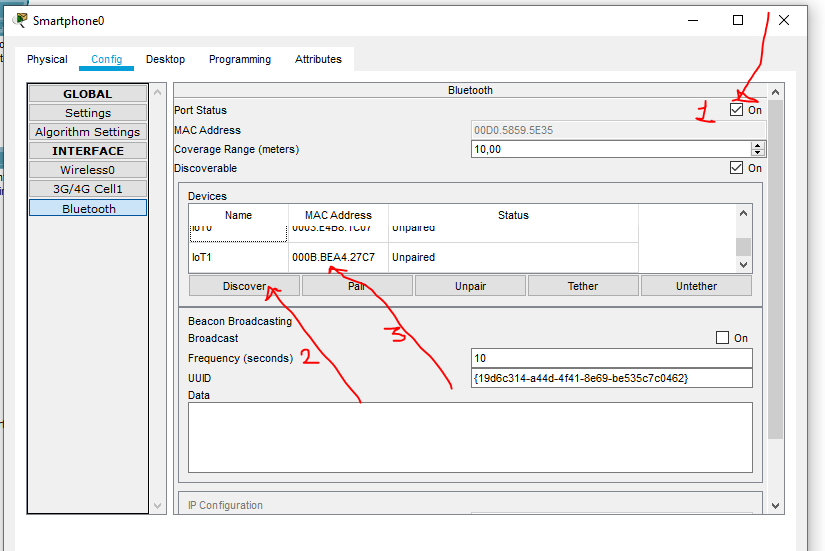 Smartphone0
Physical Config Desktop Programming Attributes
GLOBAL
Settings
Algorithm Settings
INTERFACE
Wireless0
3G/4G Cell1
Bluetooth
Bluetooth
Port Status 1 On
MAC Address 00D0.5859.5E35
Coverage Range (meters) 10,00
Discoverable On
Devices
Name MAC Address Status
IoT0 0003.E4B8.1C07 Unpaired
IoT1 000B.BEA4.27C7 Unpaired
Discover Pair Unpair Tether Untether
Beacon Broadcasting
Broadcast On
3
Frequency (seconds) 2 10
UUID {19d6c314-a44d-4f41-8e69-be535c7c0462}
Data
IP Configuration